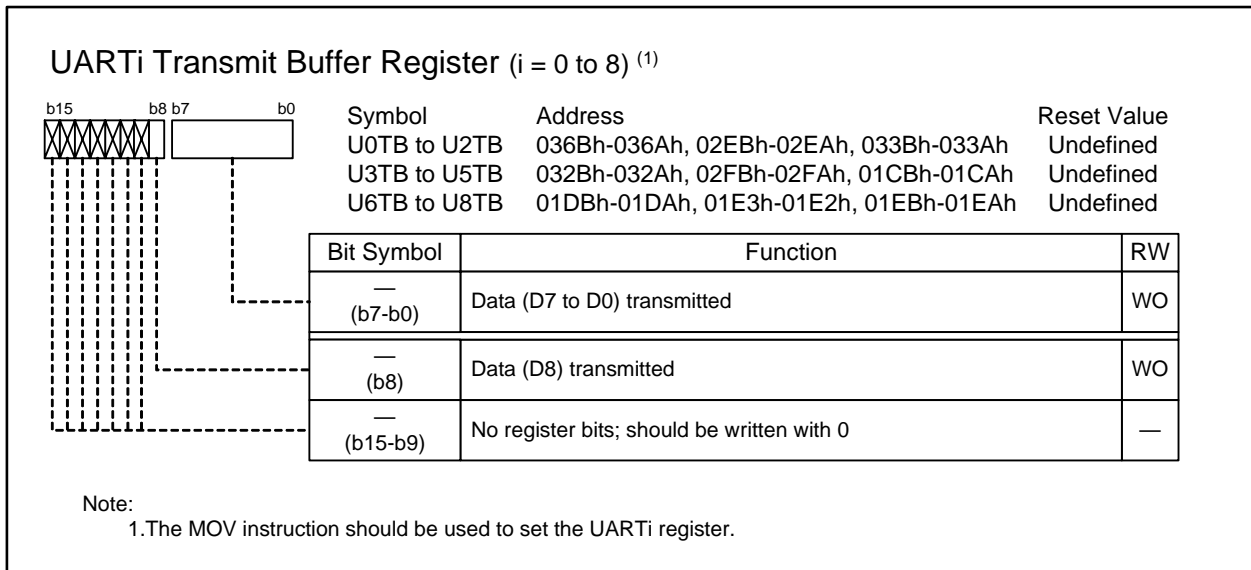 UARTi Transmit Buffer Register (i = 0 to 8) (1)
b15 b8 b7 b0
Symbol Address Reset Value
U0TB to U2TB 036Bh-036Ah, 02EBh-02EAh, 033Bh-033Ah Undefined
U3TB to U5TB 032Bh-032Ah, 02FBh-02FAh, 01CBh-01CAh Undefined
U6TB to U8TB 01DBh-01DAh, 01E3h-01E2h, 01EBh-01EAh Undefined
Bit Symbol Function RW
—
(b7-b0) Data (D7 to D0) transmitted WO
—
(b8) Data (D8) transmitted WO
—
(b15-b9) No register bits; should be written with 0 —
Note:
1.The MOV instruction should be used to set the UARTi register.